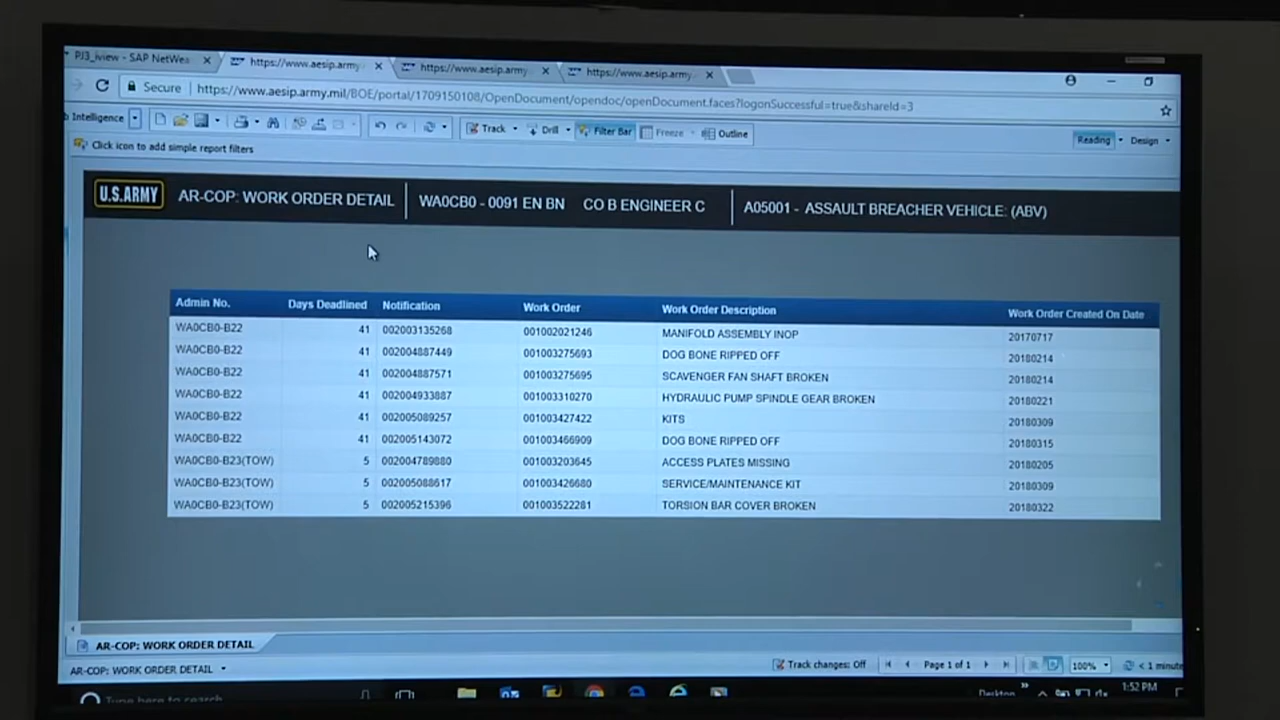 PJ3_iview - SAP NetWea
https://www.aesip.army.
https://www.aesip.army.
https://www.aesip.army.
Secure https://www.aesip.army.mil/BOE/portal/1709150108/OpenDocument/opendoc/openDocument.faces?logonSuccessful=true&shareId=3
b Intelligence Track Drill Filter Bar Freeze Outline Reading Design
Click icon to add simple report filters
U.S.ARMY AR-COP: WORK ORDER DETAIL WA0CB0 - 0091 EN BN CO B ENGINEER C A05001 - ASSAULT BREACHER VEHICLE: (ABV)
Admin No. Days Deadlined Notification Work Order Work Order Description Work Order Created On Date
WA0CB0-B22 41 002003135268 001002021246 MANIFOLD ASSEMBLY INOP 20170717
WA0CB0-B22 41 002004887449 001003275693 DOG BONE RIPPED OFF 20180214
WA0CB0-B22 41 002004887571 001003275695 SCAVENGER FAN SHAFT BROKEN 20180214
WA0CB0-B22 41 002004933887 001003310270 HYDRAULIC PUMP SPINDLE GEAR BROKEN 20180221
WA0CB0-B22 41 002005089257 001003427422 KITS 20180309
WA0CB0-B22 41 002005143072 001003466909 DOG BONE RIPPED OFF 20180315
WA0CB0-B23(TOW) 5 002004789880 001003203645 ACCESS PLATES MISSING 20180205
WA0CB0-B23(TOW) 5 002005088617 001003426680 SERVICE/MAINTENANCE KIT 20180309
WA0CB0-B23(TOW) 5 002005215396 001003522281 TORSION BAR COVER BROKEN 20180322
AR-COP: WORK ORDER DETAIL
AR-COP: WORK ORDER DETAIL Track changes: Off Page 1 of 1 100% < 1 minute
Type here to search Desktop 1:52 PM